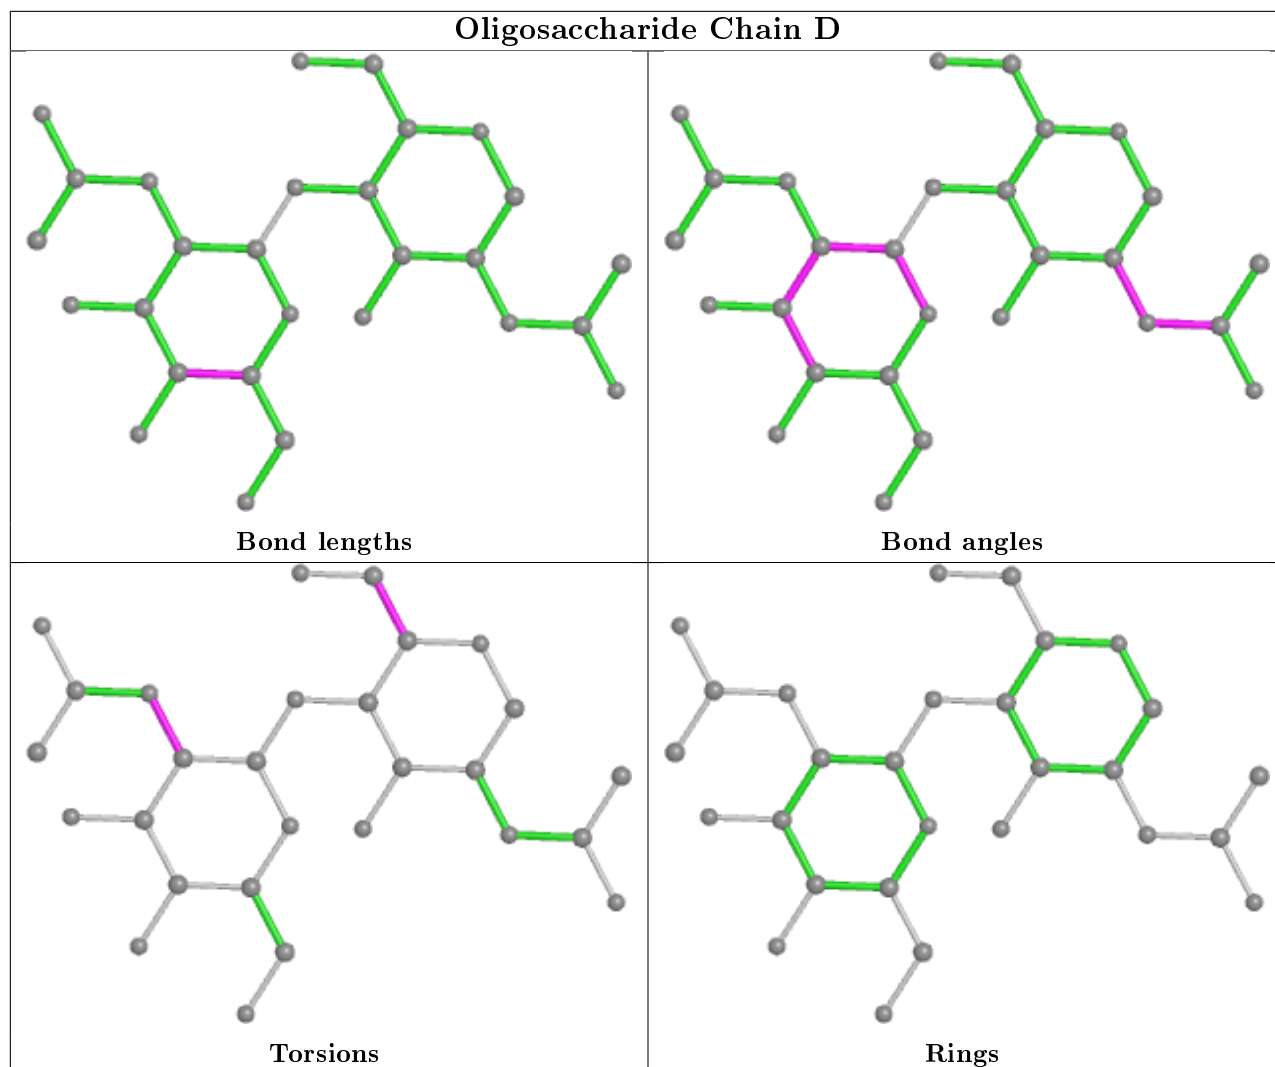 Oligosaccharide Chain D
Bond lengths
Bond angles
Torsions
Rings